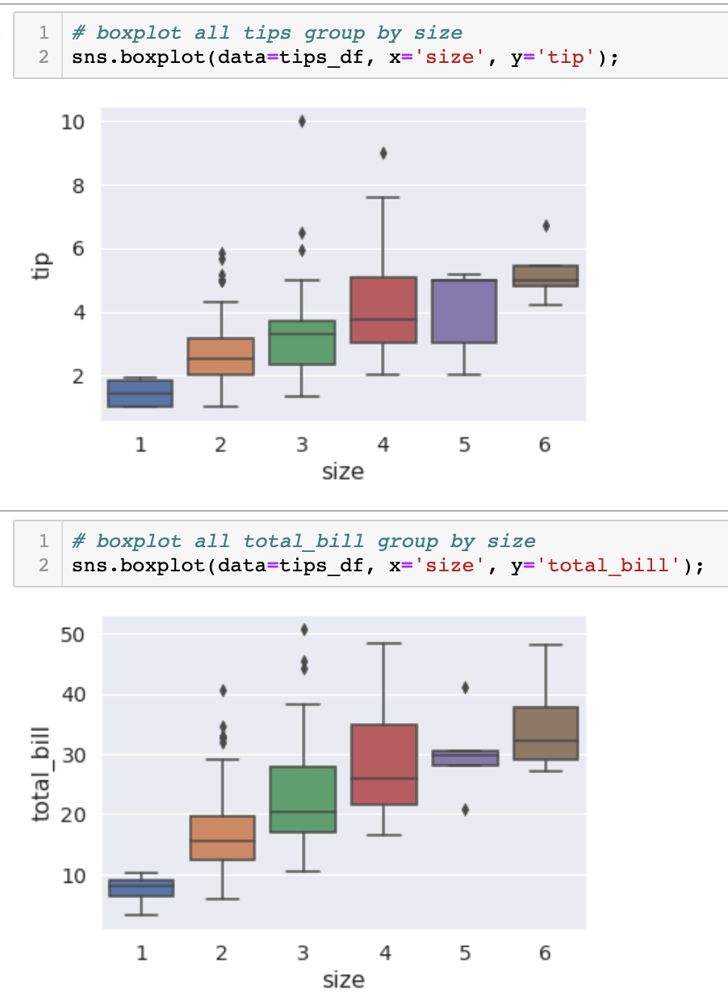 1 # boxplot all tips group by size
2 sns.boxplot(data=tips_df, x='size', y='tip');
10
8
6
4
2
tip
1 2 3 4 5 6
size
1 # boxplot all total_bill group by size
2 sns.boxplot(data=tips_df, x='size', y='total_bill');
50
40
30
20
10
total_bill
1 2 3 4 5 6
size